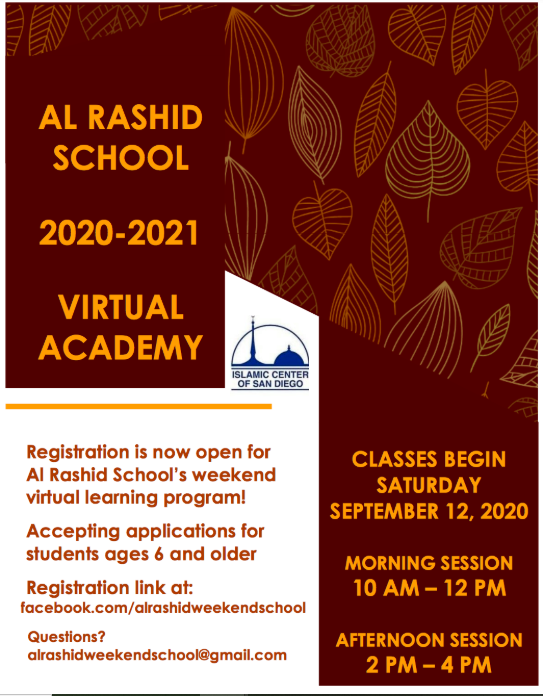 AL RASHID
SCHOOL
2020-2021
VIRTUAL
ACADEMY
ISLAMIC CENTER
OF SAN DIEGO
Registration is now open for
Al Rashid School's weekend
virtual learning program!
Accepting applications for
students ages 6 and older
Registration link at:
facebook.com/alrashidweekendschool
Questions?
alrashidweekendschool@gmail.com
CLASSES BEGIN
SATURDAY
SEPTEMBER 12, 2020
MORNING SESSION
10 AM – 12 PM
AFTERNOON SESSION
2 PM – 4 PM